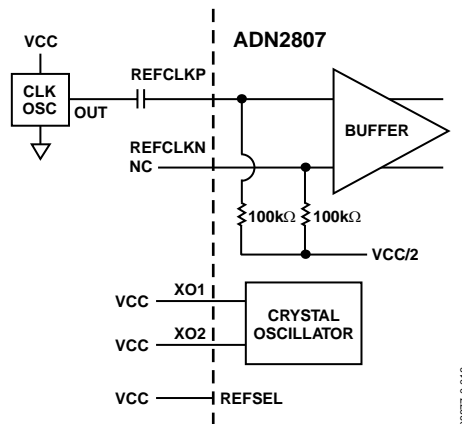 ADN2807
VCC
CLK
OSC
OUT
REFCLKP
BUFFER
REFCLKN
NC
100kΩ
100kΩ
VCC/2
VCC
XO1
CRYSTAL
OSCILLATOR
VCC
XO2
VCC
REFSEL